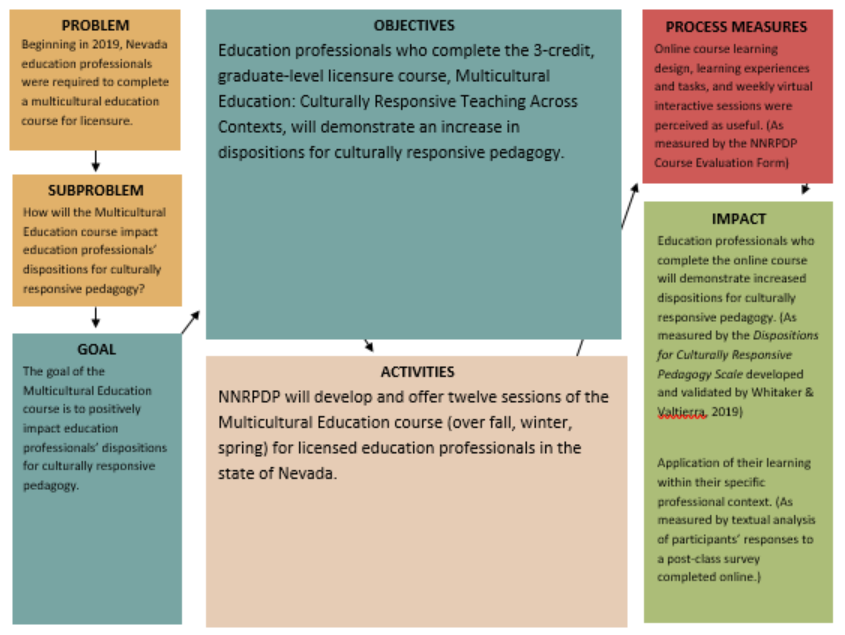 PROBLEM
Beginning in 2019, Nevada
education professionals
were required to complete
a multicultural education
course for licensure.
SUBPROBLEM
How will the Multicultural
Education course impact
education professionals'
dispositions for culturally
responsive pedagogy?
GOAL
The goal of the
Multicultural Education
course is to positively
impact education
professionals' dispositions
for culturally responsive
pedagogy.
OBJECTIVES
Education professionals who complete the 3-credit,
graduate-level licensure course, Multicultural
Education: Culturally Responsive Teaching Across
Contexts, will demonstrate an increase in
dispositions for culturally responsive pedagogy.
ACTIVITIES
NNRPDP will develop and offer twelve sessions of the
Multicultural Education course (over fall, winter,
spring) for licensed education professionals in the
state of Nevada.
PROCESS MEASURES
Online course learning
design, learning experiences
and tasks, and weekly virtual
interactive sessions were
perceived as useful. (As
measured by the NNRPDP
Course Evaluation Form)
IMPACT
Education professionals who
complete the online course
will demonstrate increased
dispositions for culturally
responsive pedagogy. (As
measured by the Dispositions
for Culturally Responsive
Pedagogy Scale developed
and validated by Whitaker &
Valtierra, 2019)
Application of their learning
within their specific
professional context. (As
measured by textual analysis
of participants' responses to
a post-class survey
completed online.)